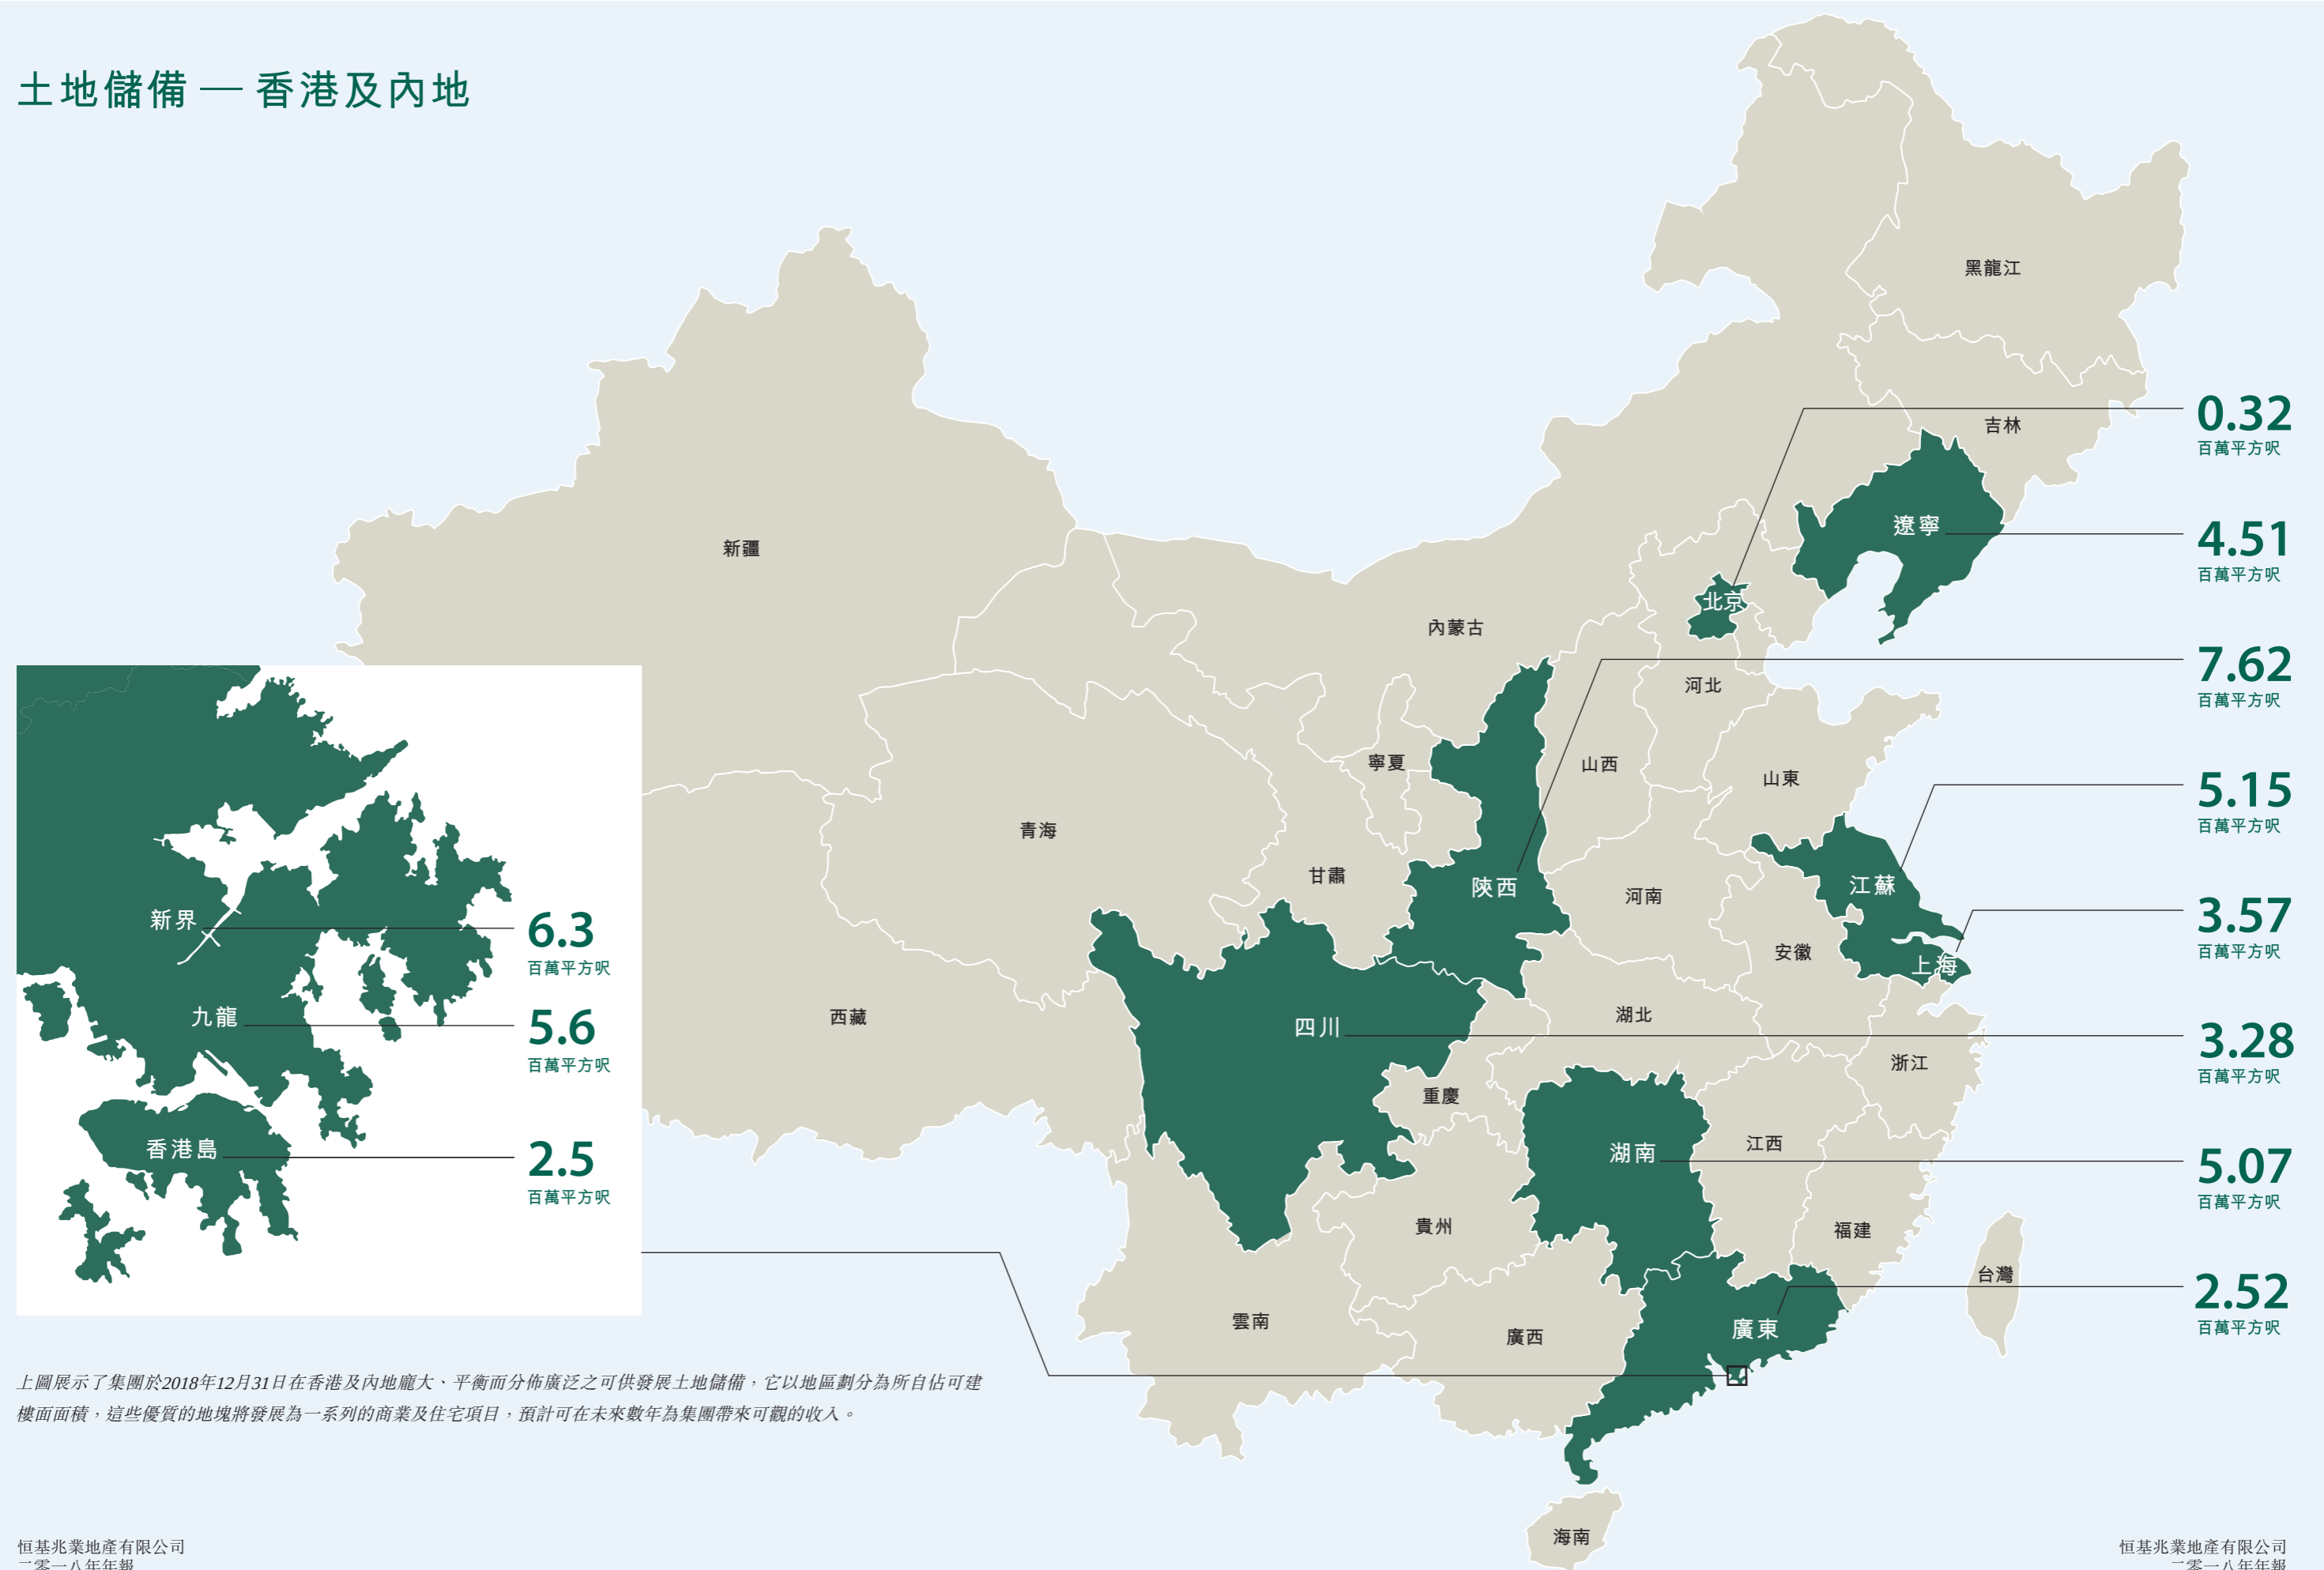 土地儲備 — 香港及內地
黑龍江
吉林
0.32
百萬平方呎
遼寧
4.51
百萬平方呎
新疆
北京
內蒙古
7.62
百萬平方呎
河北
寧夏
山西
山東
5.15
百萬平方呎
青海
甘肅
陝西
河南
江蘇
3.57
百萬平方呎
安徽
上海
新界
6.3
百萬平方呎
九龍
5.6
百萬平方呎
西藏
四川
湖北
3.28
百萬平方呎
浙江
重慶
香港島
2.5
百萬平方呎
湖南
江西
5.07
百萬平方呎
貴州
福建
台灣
2.52
百萬平方呎
雲南
廣西
廣東
上圖展示了集團於2018年12月31日在香港及內地龐大、平衡而分佈廣泛之可供發展土地儲備，它以地區劃分為所自佔可建
樓面面積，這些優質的地塊將發展為一系列的商業及住宅項目，預計可在未來數年為集團帶來可觀的收入。
海南
恒基兆業地產有限公司
二零一八年年報
恒基兆業地產有限公司
二零一八年年報